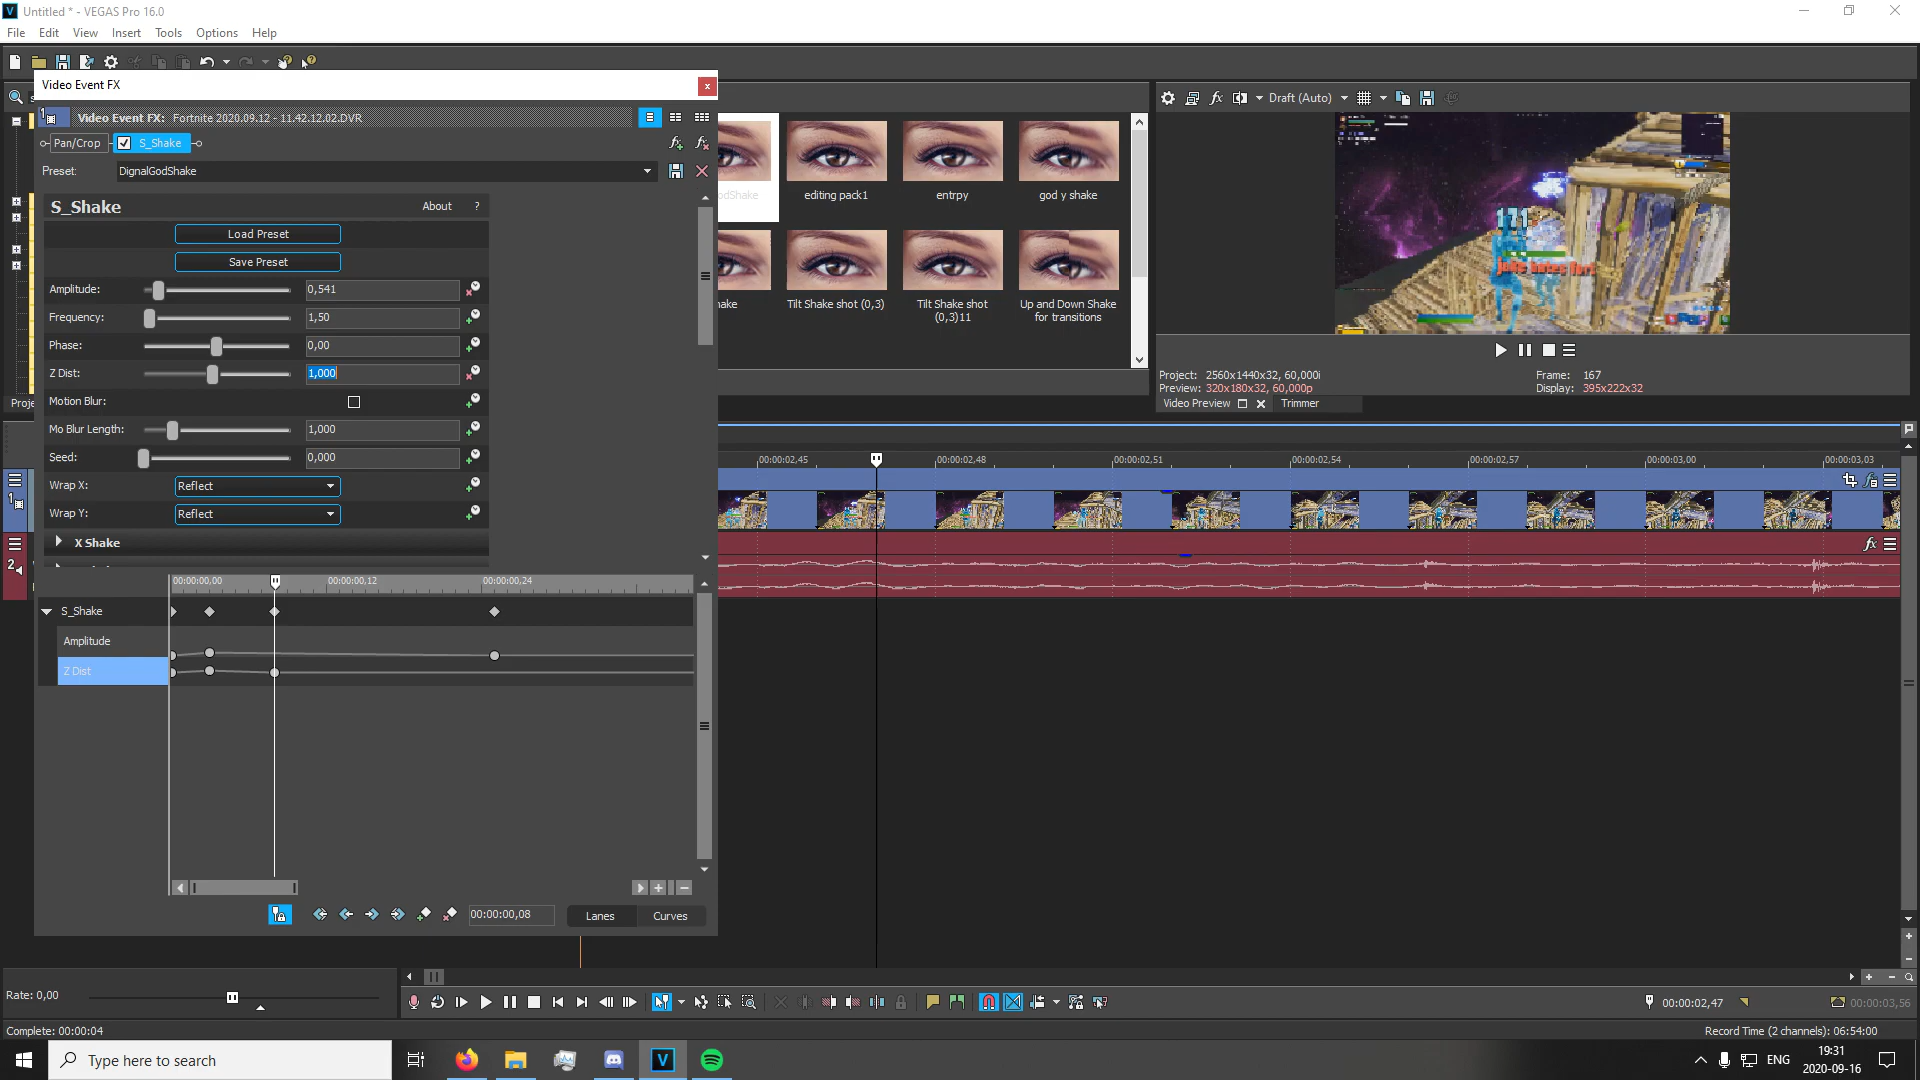 Untitled * - VEGAS Pro 16.0
File Edit View Insert Tools Options Help
Video Event FX
Video Event FX: Fortnite 2020.09.12 - 11.42.12.02.DVR
Pan/Crop S_Shake
Preset: DignalGodShake
S_Shake About ?
Load Preset
Save Preset
Amplitude: 0,541
Frequency: 1,50
Phase: 0,00
Z Dist: 1,000
Motion Blur:
Mo Blur Length: 1,000
Seed: 0,000
Wrap X: Reflect
Wrap Y: Reflect
X Shake
00:00:00,00 00:00:00,12 00:00:00,24
S_Shake
Amplitude
Z Dist
00:00:00,08 Lanes Curves
Proj
odShake editing pack1 entrpy god y shake
ake Tilt Shake shot (0,3) Tilt Shake shot (0,3)11 Up and Down Shake for transitions
Draft (Auto)
171
Project: 2560x1440x32, 60,000i Frame: 167
Preview: 320x180x32, 60,000p Display: 395x222x32
Video Preview Trimmer
00:00:02,45 00:00:02,48 00:00:02,51 00:00:02,54 00:00:02,57 00:00:03,00 00:00:03,03
1
2
Rate: 0,00
00:00:02,47 00:00:03,56
Complete: 00:00:04 Record Time (2 channels): 06:54:00
Type here to search
ENG
19:31
2020-09-16